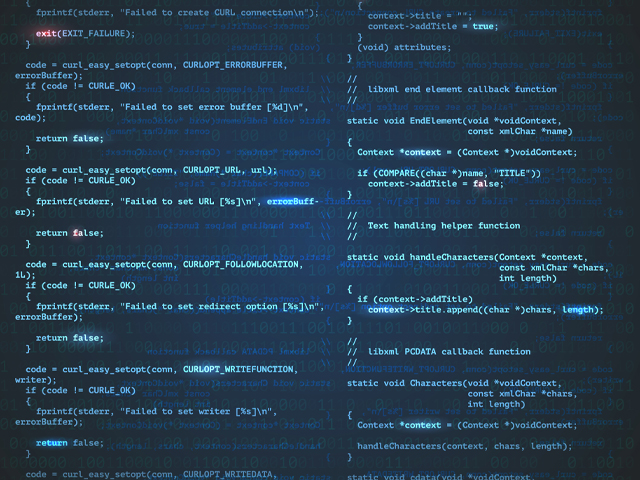 {
fprintf(stderr, "Failed to create CURL connection\n");
exit(EXIT_FAILURE);
}
code = curl_easy_setopt(conn, CURLOPT_ERRORBUFFER,
errorBuffer);
if (code != CURLE_OK)
{
fprintf(stderr, "Failed to set error buffer [%d]\n",
code);
return false;
}
code = curl_easy_setopt(conn, CURLOPT_URL, url);
if (code != CURLE_OK)
{
fprintf(stderr, "Failed to set URL [%s]\n", errorBuff-
er);
return false;
}
code = curl_easy_setopt(conn, CURLOPT_FOLLOWLOCATION,
1L);
if (code != CURLE_OK)
{
fprintf(stderr, "Failed to set redirect option [%s]\n",
errorBuffer);
return false;
}
code = curl_easy_setopt(conn, CURLOPT_WRITEFUNCTION,
writer);
if (code != CURLE_OK)
{
fprintf(stderr, "Failed to set writer [%s]\n",
errorBuffer);
return false;
}
code = curl_easy_setopt(conn, CURLOPT_WRITEDATA,
{
context->title = "";
context->addTitle = true;
}
(void) attributes;
}
//
// libxml end element callback function
//
static void EndElement(void *voidContext,
const xmlChar *name)
{
Context *context = (Context *)voidContext;
if (COMPARE((char *)name, "TITLE"))
context->addTitle = false;
}
//
// Text handling helper function
//
static void handleCharacters(Context *context,
const xmlChar *chars,
int length)
{
if (context->addTitle)
context->title.append((char *)chars, length);
}
//
// libxml PCDATA callback function
//
static void Characters(void *voidContext,
const xmlChar *chars,
int length)
{
Context *context = (Context *)voidContext;
handleCharacters(context, chars, length);
}
static void cdata(void *voidContext,